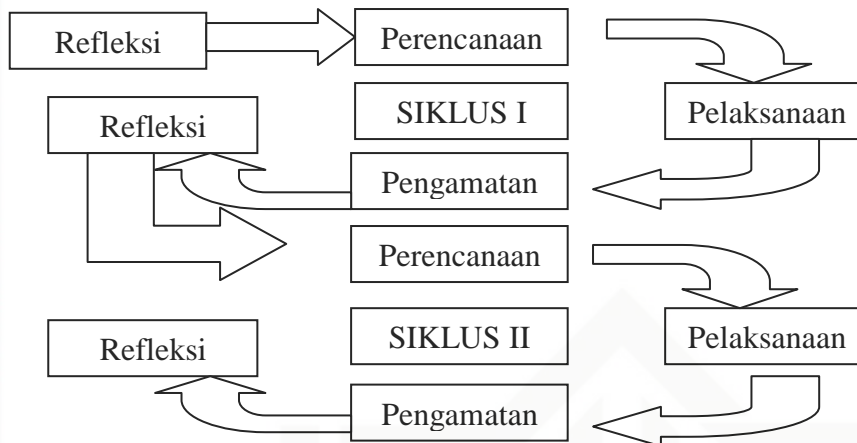 Refleksi
Perencanaan
Refleksi
SIKLUS I
Pelaksanaan
Pengamatan
Perencanaan
Refleksi
SIKLUS II
Pelaksanaan
Pengamatan